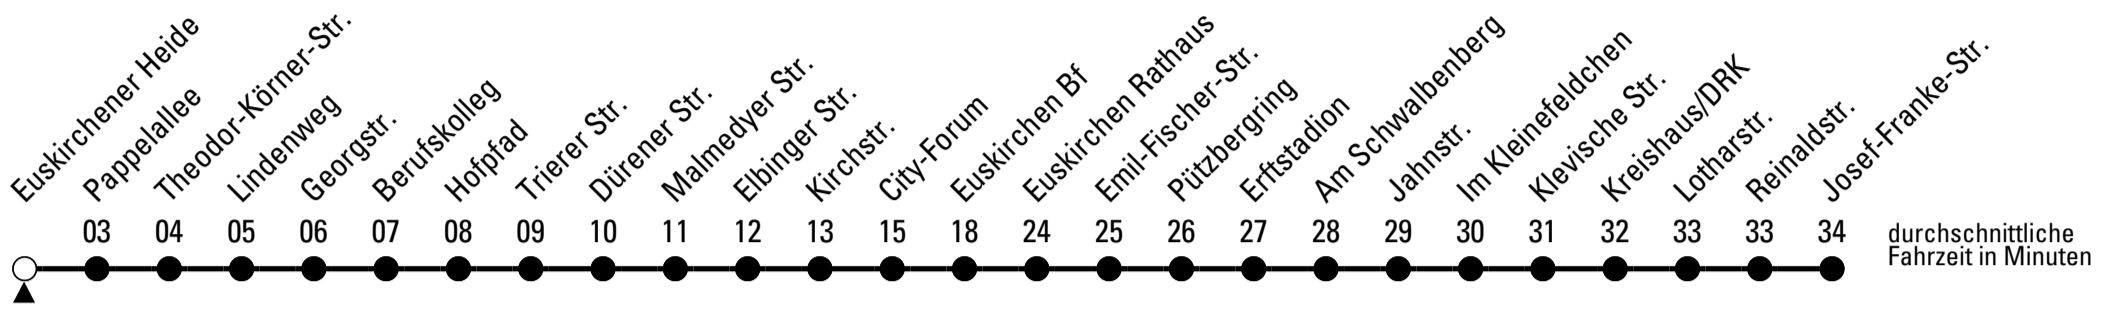 Euskirchener Heide
Pappelallee
Theodor-Körner-Str.
Lindenweg
Georgstr.
Berufskolleg
Hofpfad
Trierer Str.
Dürener Str.
Malmedyer Str.
Elbinger Str.
Kirchstr.
City-Forum
Euskirchen Bf
Euskirchen Rathaus
Emil-Fischer-Str.
Pützbergring
Erftstadion
Am Schwalbenberg
Jahnstr.
Im Kleinefeldchen
Klevische Str.
Kreishaus/DRK
Lotharstr.
Reinaldstr.
Josef-Franke-Str.
03 04 05 06 07 08 09 10 11 12 13 15 18 24 25 26 27 28 29 30 31 32 33 33 34
durchschnittliche
Fahrzeit in Minuten